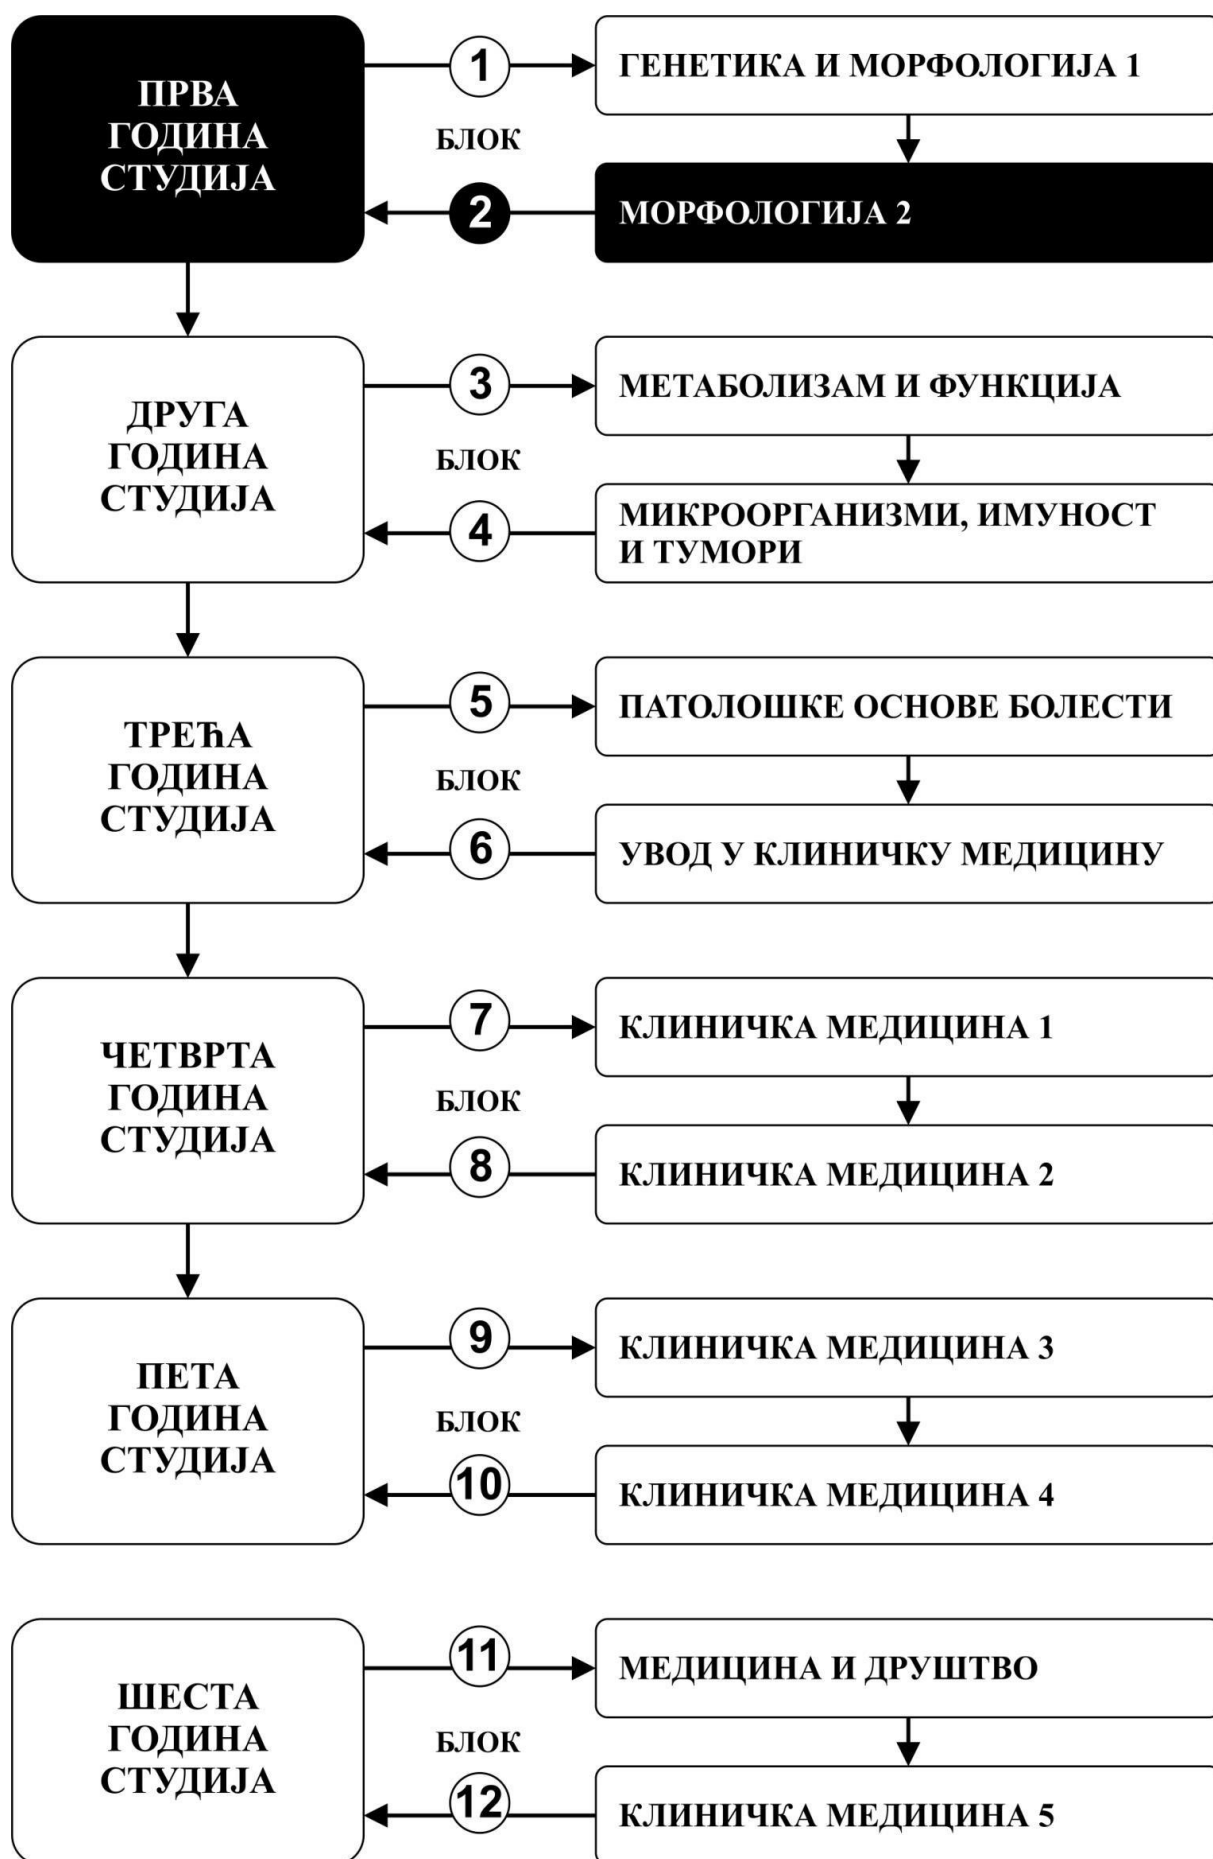 ПРВА
ГОДИНА
СТУДИЈА
1
БЛОК
2
ГЕНЕТИКА И МОРФОЛОГИЈА 1
МОРФОЛОГИЈА 2
ДРУГА
ГОДИНА
СТУДИЈА
3
БЛОК
4
МЕТАБОЛИЗАМ И ФУНКЦИЈА
МИКРООРГАНИЗМИ, ИМУНОСТ
И ТУМОРИ
ТРЕЋА
ГОДИНА
СТУДИЈА
5
БЛОК
6
ПАТОЛОШКЕ ОСНОВЕ БОЛЕСТИ
УВОД У КЛИНИЧКУ МЕДИЦИНУ
ЧЕТВРТА
ГОДИНА
СТУДИЈА
7
БЛОК
8
КЛИНИЧКА МЕДИЦИНА 1
КЛИНИЧКА МЕДИЦИНА 2
ПЕТА
ГОДИНА
СТУДИЈА
9
БЛОК
10
КЛИНИЧКА МЕДИЦИНА 3
КЛИНИЧКА МЕДИЦИНА 4
ШЕСТА
ГОДИНА
СТУДИЈА
11
БЛОК
12
МЕДИЦИНА И ДРУШТВО
КЛИНИЧКА МЕДИЦИНА 5